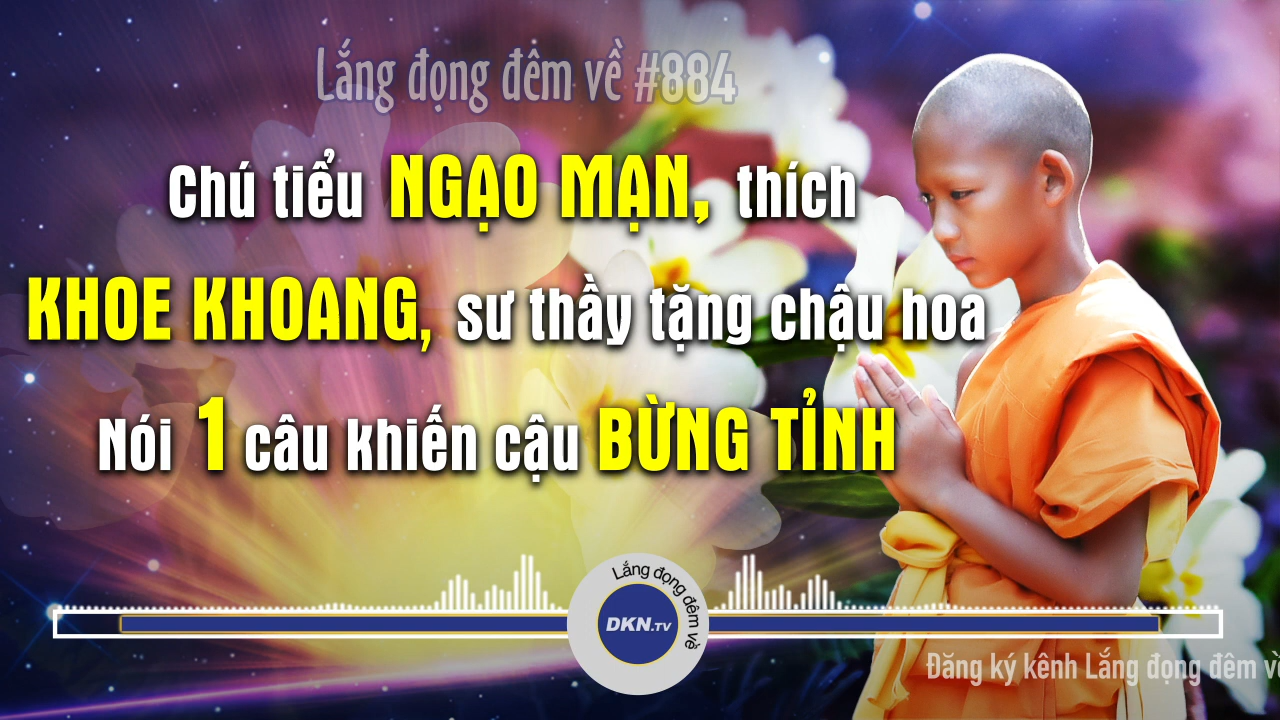 Lắng đọng đêm về #884
Chú tiểu NGẠO MẠN, thích
KHOE KHOANG, sư thầy tặng chậu hoa
Nói 1 câu khiến cậu BỪNG TỈNH
Lắng đọng đêm về
DKN.TV
Đăng ký kênh Lắng đọng đêm về